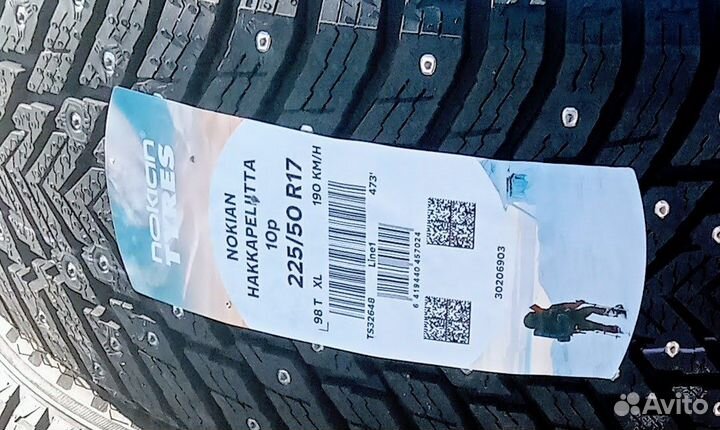 nokian
TYRES
NOKIAN
HAKKAPELIITTA
10p
225/50 R17
98 T XL 190 KM/H
TS32648
Line1 473'
6 419440 457024
30206903
Avito